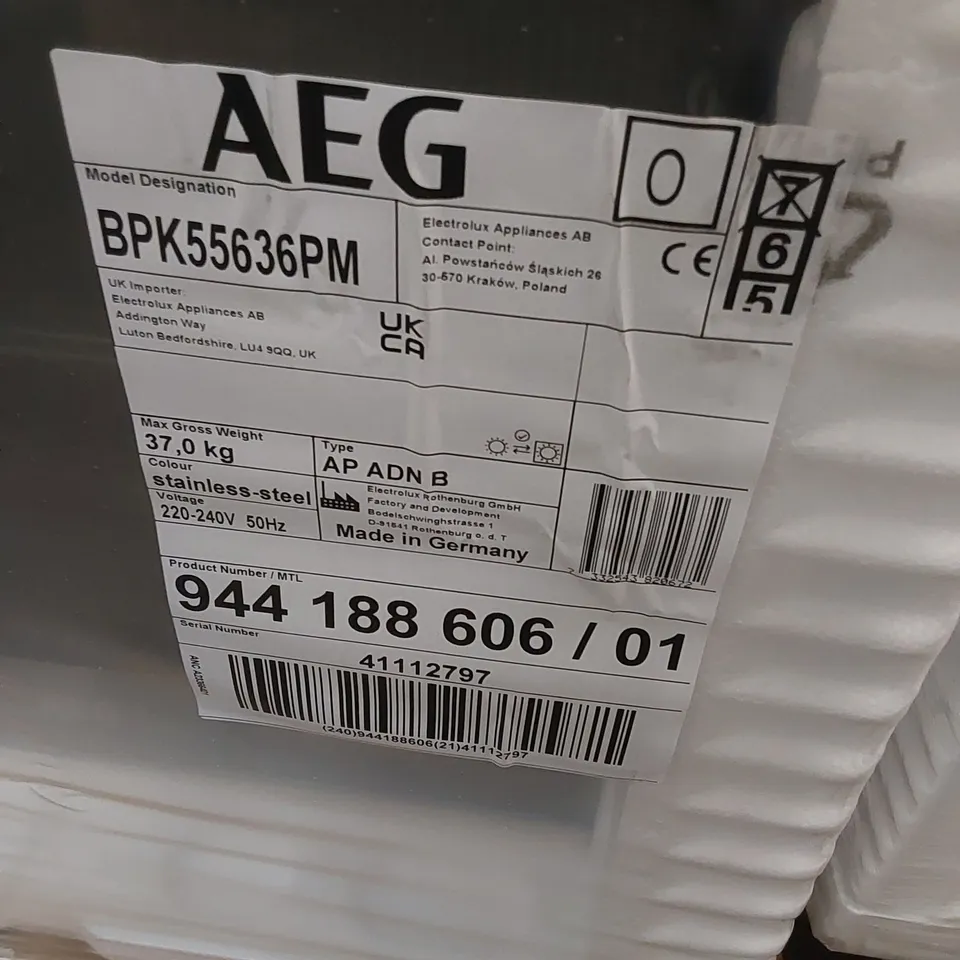 AEG
0
Model Designation
BPK55636PM
Electrolux Appliances AB
Contact Point:
Al. Powstańców Śląskich 26
30-570 Kraków, Poland
CE
7
6
5
UK Importer:
Electrolux Appliances AB
Addington Way
Luton Bedfordshire, LU4 9QQ, UK
UK
CA
Max Gross Weight
37,0 kg
Colour
stainless-steel
Voltage
220-240V 50Hz
Type
AP ADN B
Electrolux Rothenburg GmbH
Factory and Development
Bodelschwinghstrasse 1
D-91541 Rothenburg o. d. T
Made in Germany
Product Number / MTL
944 188 606 / 01
Serial Number
41112797
(240)944188606(21)41112797